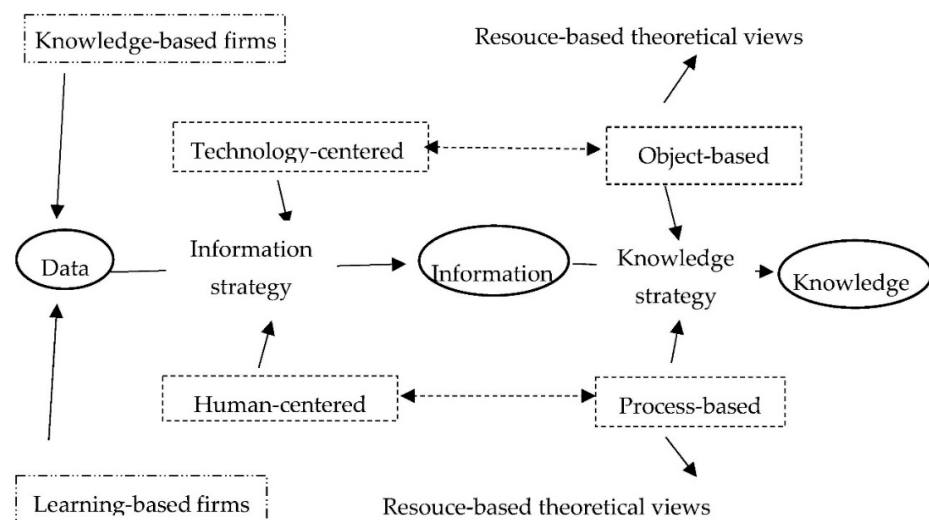 Knowledge-based firms
Resouce-based theoretical views
Technology-centered
Object-based
Data
Information
strategy
Information
Knowledge
strategy
Knowledge
Human-centered
Process-based
Learning-based firms
Resouce-based theoretical views